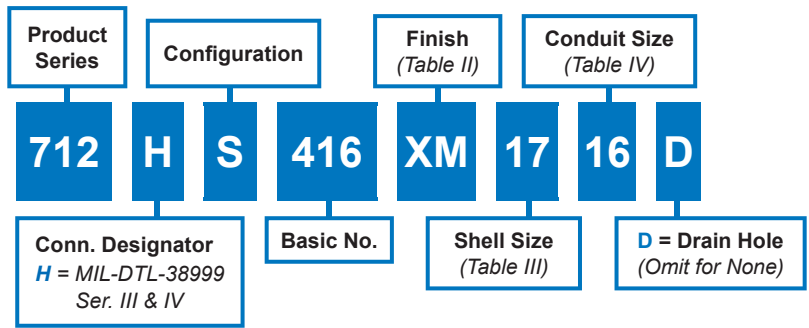 Product
Series
Configuration
Finish
(Table II)
Conduit Size
(Table IV)
712 H S 416 XM 17 16 D
Conn. Designator
H = MIL-DTL-38999
Ser. III & IV
Basic No.
Shell Size
(Table III)
D = Drain Hole
(Omit for None)